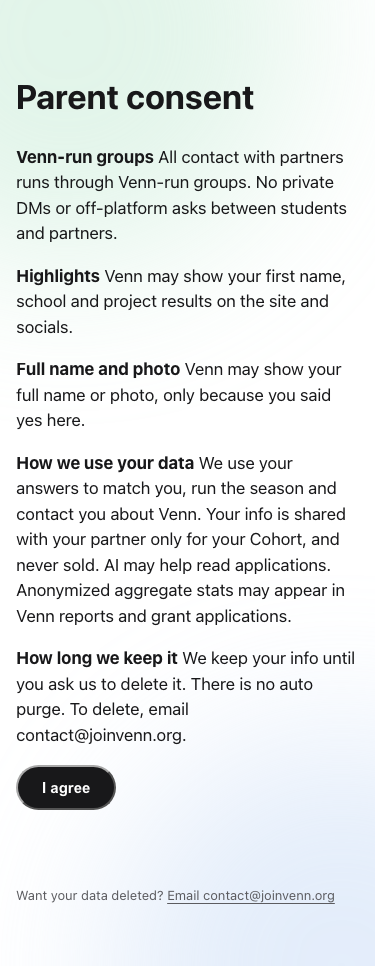 Parent consent
Venn-run groups All contact with partners
runs through Venn-run groups. No private
DMs or off-platform asks between students
and partners.
Highlights Venn may show your first name,
school and project results on the site and
socials.
Full name and photo Venn may show your
full name or photo, only because you said
yes here.
How we use your data We use your
answers to match you, run the season and
contact you about Venn. Your info is shared
with your partner only for your Cohort, and
never sold. AI may help read applications.
Anonymized aggregate stats may appear in
Venn reports and grant applications.
How long we keep it We keep your info until
you ask us to delete it. There is no auto
purge. To delete, email
contact@joinvenn.org.
I agree
Want your data deleted? Email contact@joinvenn.org